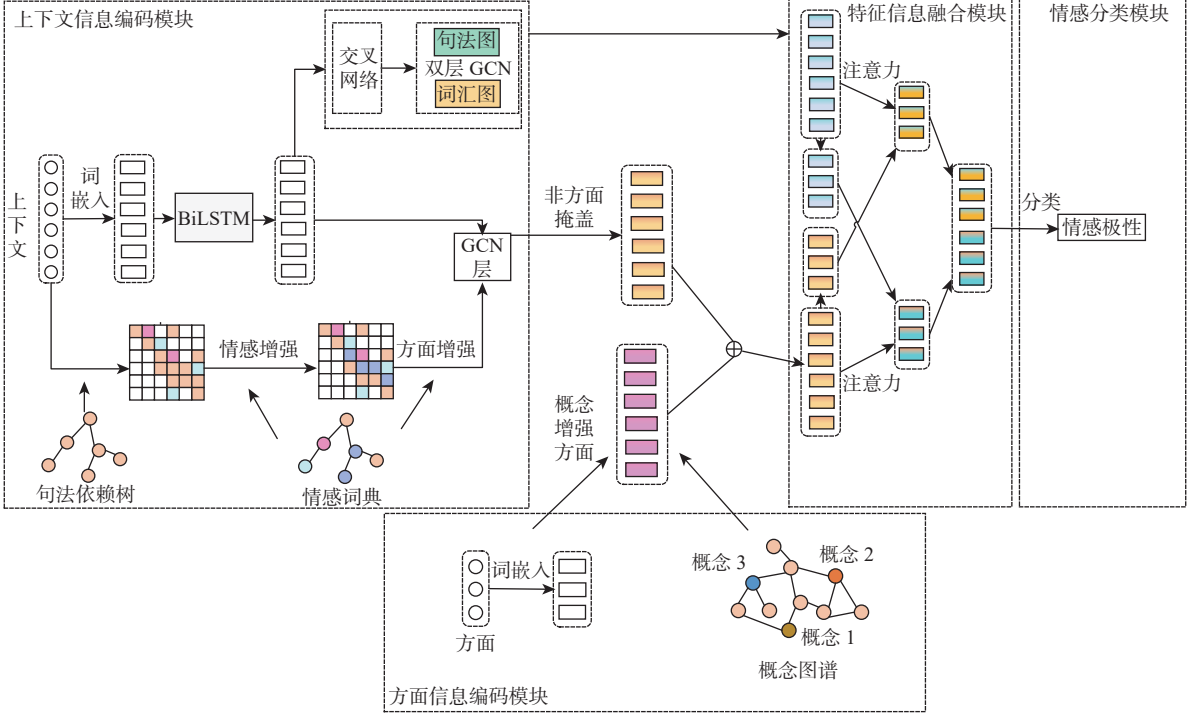 上下文信息编码模块
交叉
网络
句法图
双层 GCN
词汇图
特征信息融合模块
情感分类模块
注意力
上
下
文
词
嵌入
BiLSTM
GCN
层
非方面
掩盖
分类
情感极性
情感增强
方面增强
注意力
概念
增强
方面
句法依赖树
情感词典
词嵌入
方面
概念 3
概念 2
概念 1
概念图谱
方面信息编码模块